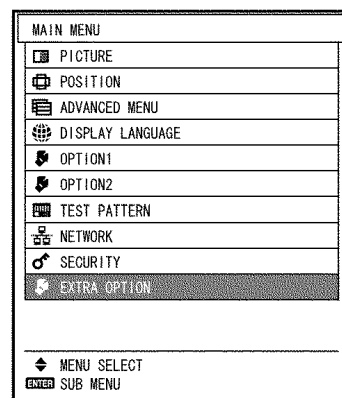 MAIN MENU
PICTURE
POSITION
ADVANCED MENU
DISPLAY LANGUAGE
OPTION1
OPTION2
TEST PATTERN
NETWORK
SECURITY
EXTRA OPTION
MENU SELECT
ENTER SUB MENU